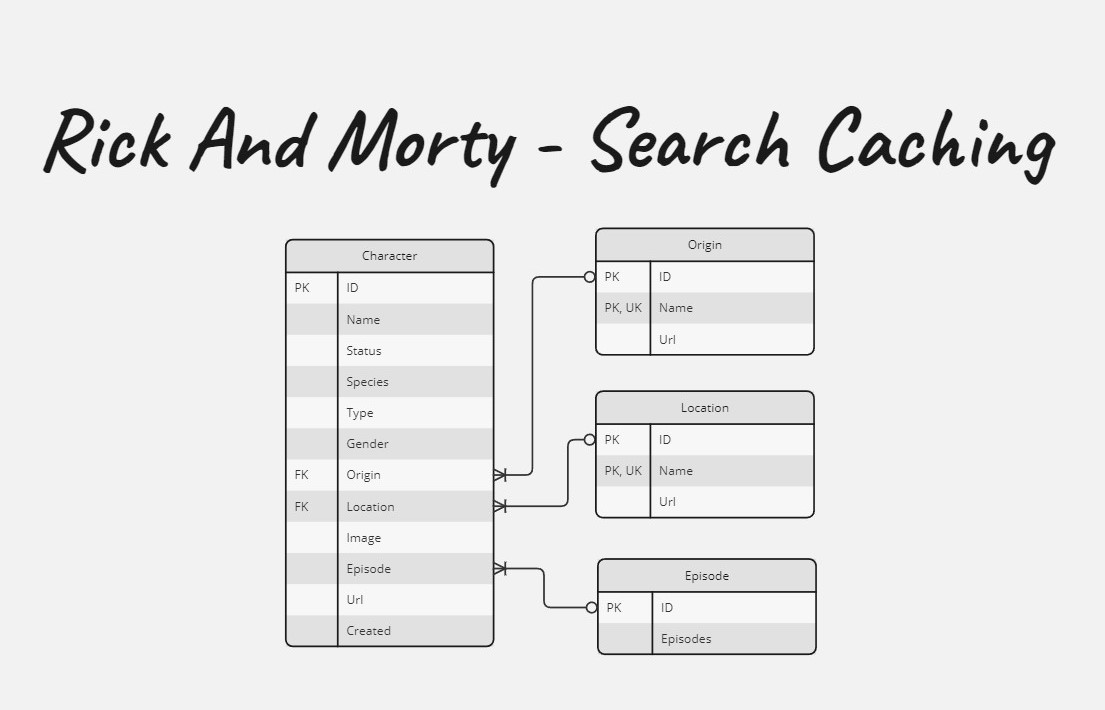 Rick And Morty - Search Caching
Character
PK ID
Name
Status
Species
Type
Gender
FK Origin
FK Location
Image
Episode
Url
Created
Origin
PK ID
PK, UK Name
Url
Location
PK ID
PK, UK Name
Url
Episode
PK ID
Episodes